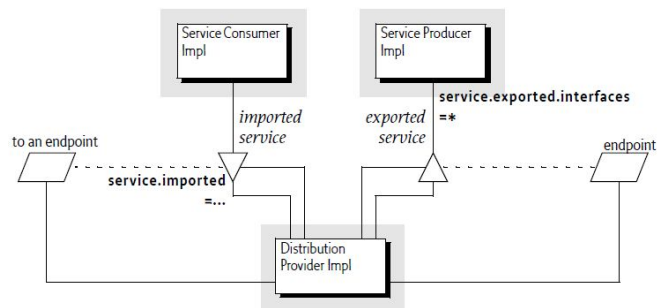 Service Consumer
Impl
Service Producer
Impl
service.exported.interfaces
=*
imported
service
exported
service
to an endpoint
endpoint
service.imported
=...
Distribution
Provider Impl